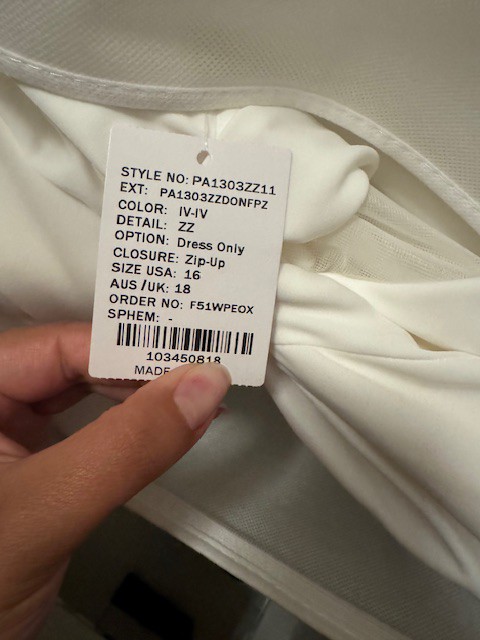 STYLE NO: PA1303ZZ11
EXT: PA1303ZZDONFPZ
COLOR: IV-IV
DETAIL: ZZ
OPTION: Dress Only
CLOSURE: Zip-Up
SIZE USA: 16
AUS /UK: 18
ORDER NO: F51WPEOX
SPHEM: -
103450818
MADE